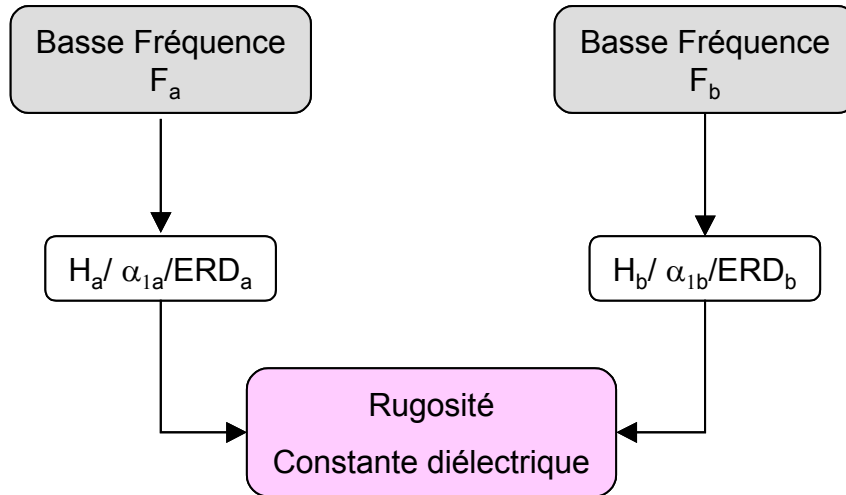 Basse Fréquence
Fa
Basse Fréquence
Fb
Ha/ α1a/ERDa
Hb/ α1b/ERDb
Rugosité
Constante diélectrique